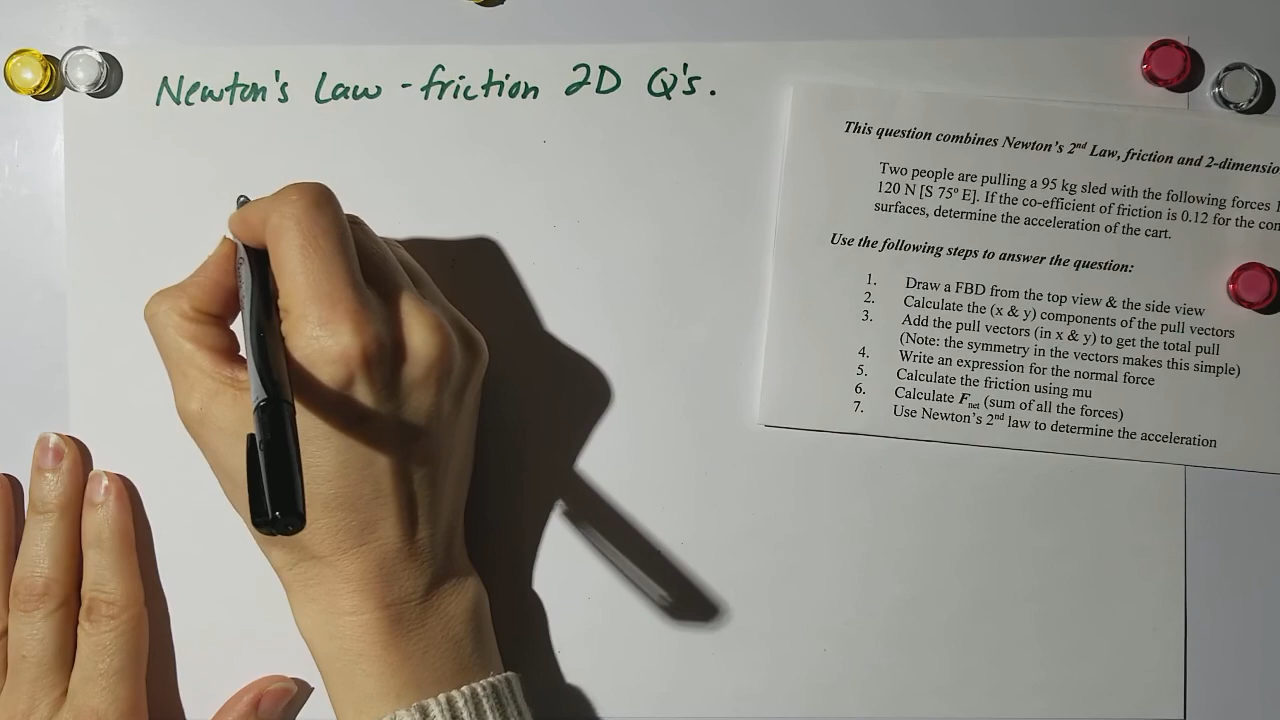 Newton's Law - friction 2D Q's.
This question combines Newton's 2nd Law, friction and 2-dimensio
Two people are pulling a 95 kg sled with the following forces 1
120 N [S 75º E]. If the co-efficient of friction is 0.12 for the con
surfaces, determine the acceleration of the cart.
Use the following steps to answer the question:
1. Draw a FBD from the top view & the side view
2. Calculate the (x & y) components of the pull vectors
3. Add the pull vectors (in x & y) to get the total pull
(Note: the symmetry in the vectors makes this simple)
4. Write an expression for the normal force
5. Calculate the friction using mu
6. Calculate Fnet (sum of all the forces)
7. Use Newton's 2nd law to determine the acceleration